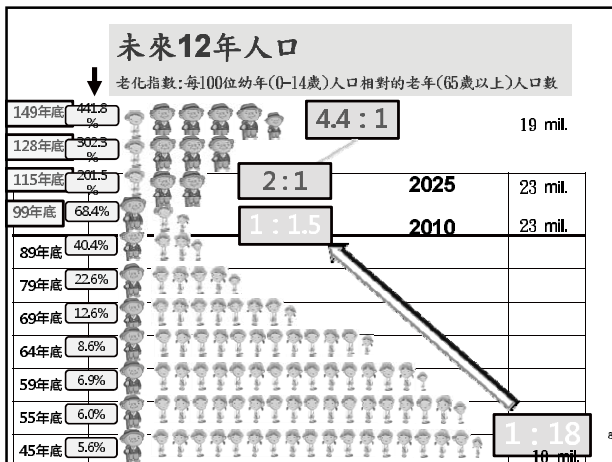 未來12年人口
老化指數:每100位幼年(0-14歲)人口相對的老年(65歲以上)人口數
149年底 441.8 % 4.4 : 1 19 mil.
128年底 302.3 %
115年底 201.5 % 2 : 1 2025 23 mil.
99年底 68.4% 1 : 1.5 2010 23 mil.
89年底 40.4%
79年底 22.6%
69年底 12.6%
64年底 8.6%
59年底 6.9%
55年底 6.0%
45年底 5.6% 1 : 18
10 mil.
8